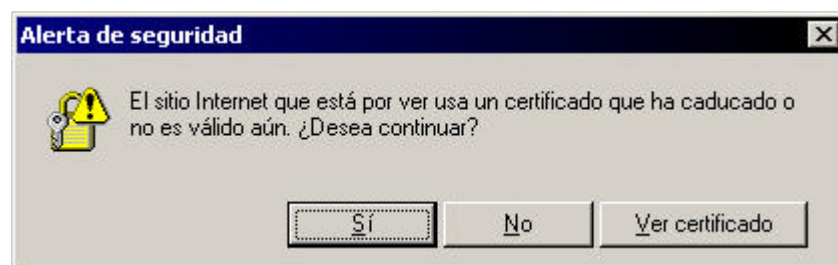 Alerta de seguridad
El sitio Internet que está por ver usa un certificado que ha caducado o
no es válido aún. ¿Desea continuar?
Sí No Ver certificado